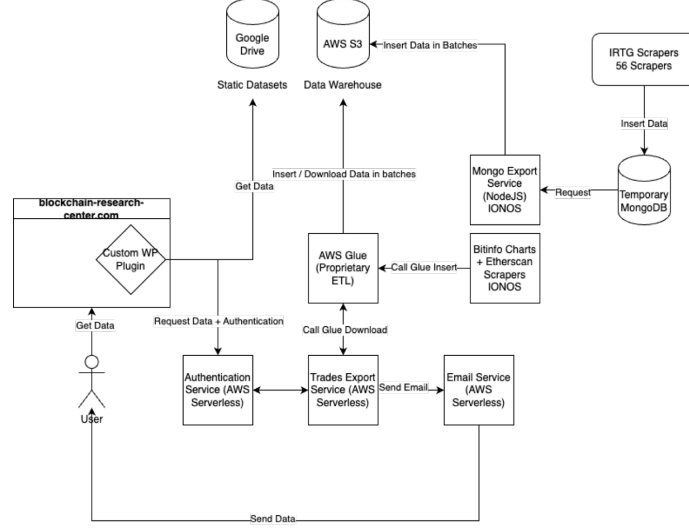 Google
Drive
AWS S3
Insert Data in Batches
IRTG Scrapers
56 Scrapers
Static Datasets
Data Warehouse
Insert Data
Insert / Download Data in batches
Get Data
Mongo Export
Service
(NodeJS)
IONOS
Request
Temporary
MongoDB
blockchain-research-
center.com
Custom WP
Plugin
AWS Glue
(Proprietary
ETL)
Call Glue Insert
Bitinfo Charts
+ Etherscan
Scrapers
IONOS
Request Data + Authentication
Get Data
Call Glue Download
Authentication
Service (AWS
Serverless)
Trades Export
Service (AWS
Serverless)
Send Email
Email Service
(AWS
Serverless)
User
Send Data